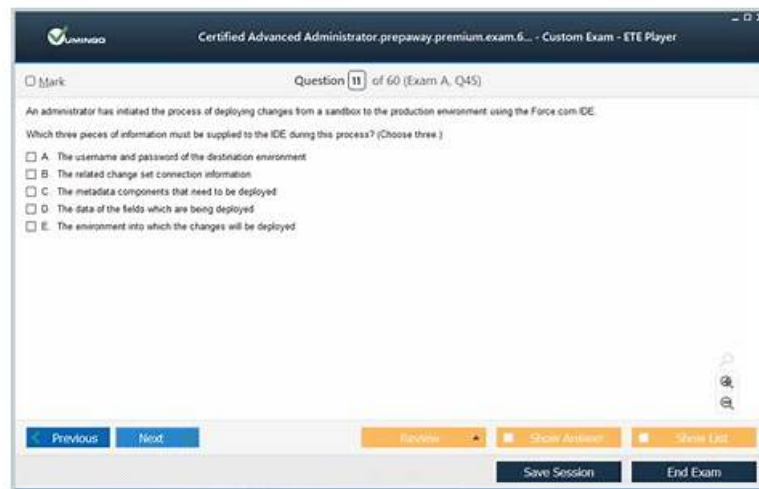 VUMINGO
Certified Advanced Administrator.prepaway.premium.exam.6... - Custom Exam - ETE Player
Mark
Question 11 of 60 (Exam A, Q45)
An administrator has initiated the process of deploying changes from a sandbox to the production environment using the Force.com IDE.
Which three pieces of information must be supplied to the IDE during this process? (Choose three.)
A. The username and password of the destination environment
B. The related change set connection information
C. The metadata components that need to be deployed
D. The data of the fields which are being deployed
E. The environment into which the changes will be deployed
Previous
Next
Review
Show Answer
Show List
Save Session
End Exam